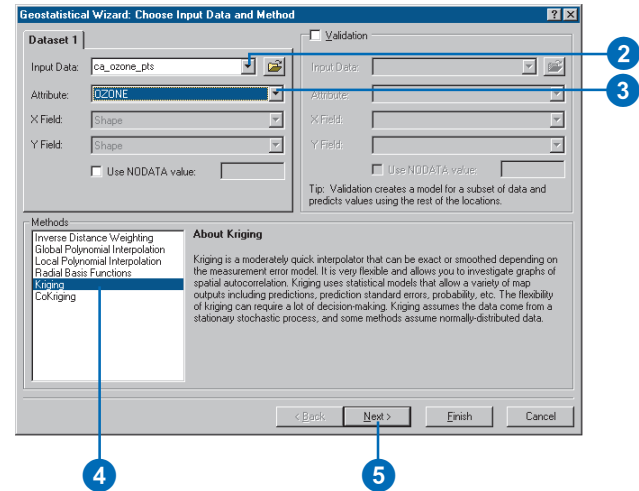 Geostatistical Wizard: Choose Input Data and Method
Dataset 1
Input Data: ca_ozone_pts
Attribute: OZONE
X Field: Shape
Y Field: Shape
Use NODATA value:
Validation
Input Data:
Attribute:
X Field:
Y Field:
Use NODATA value:
Tip: Validation creates a model for a subset of data and
predicts values using the rest of the locations.
2
3
Methods
Inverse Distance Weighting
Global Polynomial Interpolation
Local Polynomial Interpolation
Radial Basis Functions
Kriging
CoKriging
About Kriging
Kriging is a moderately quick interpolator that can be exact or smoothed depending on
the measurement error model. It is very flexible and allows you to investigate graphs of
spatial autocorrelation. Kriging uses statistical models that allow a variety of map
outputs including predictions, prediction standard errors, probability, etc. The flexibility
of kriging can require a lot of decision-making. Kriging assumes the data come from a
stationary stochastic process, and some methods assume normally-distributed data.
< Back
Next >
Finish
Cancel
4
5